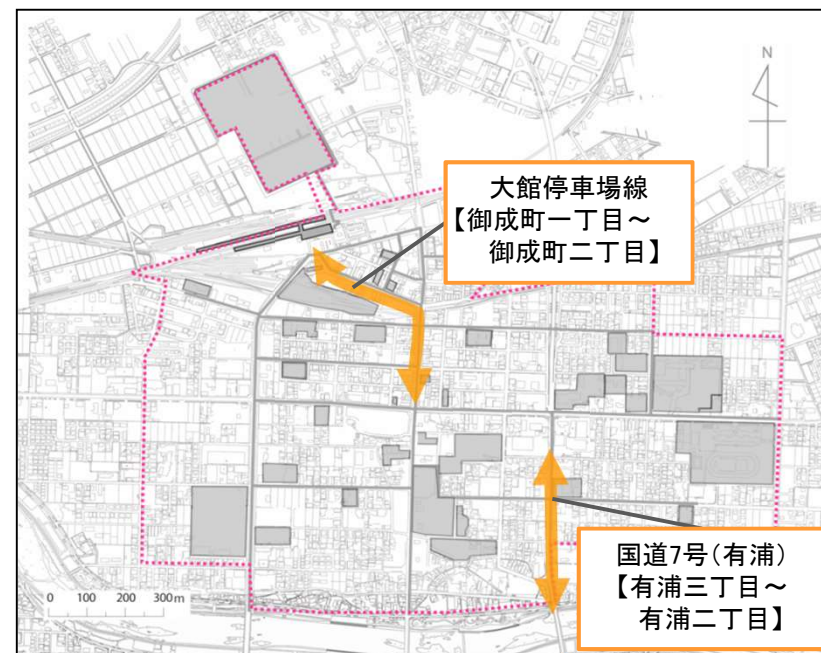 N
大館停車場線
【御成町一丁目～
御成町二丁目】
国道7号(有浦)
【有浦三丁目～
有浦二丁目】
0 100 200 300m